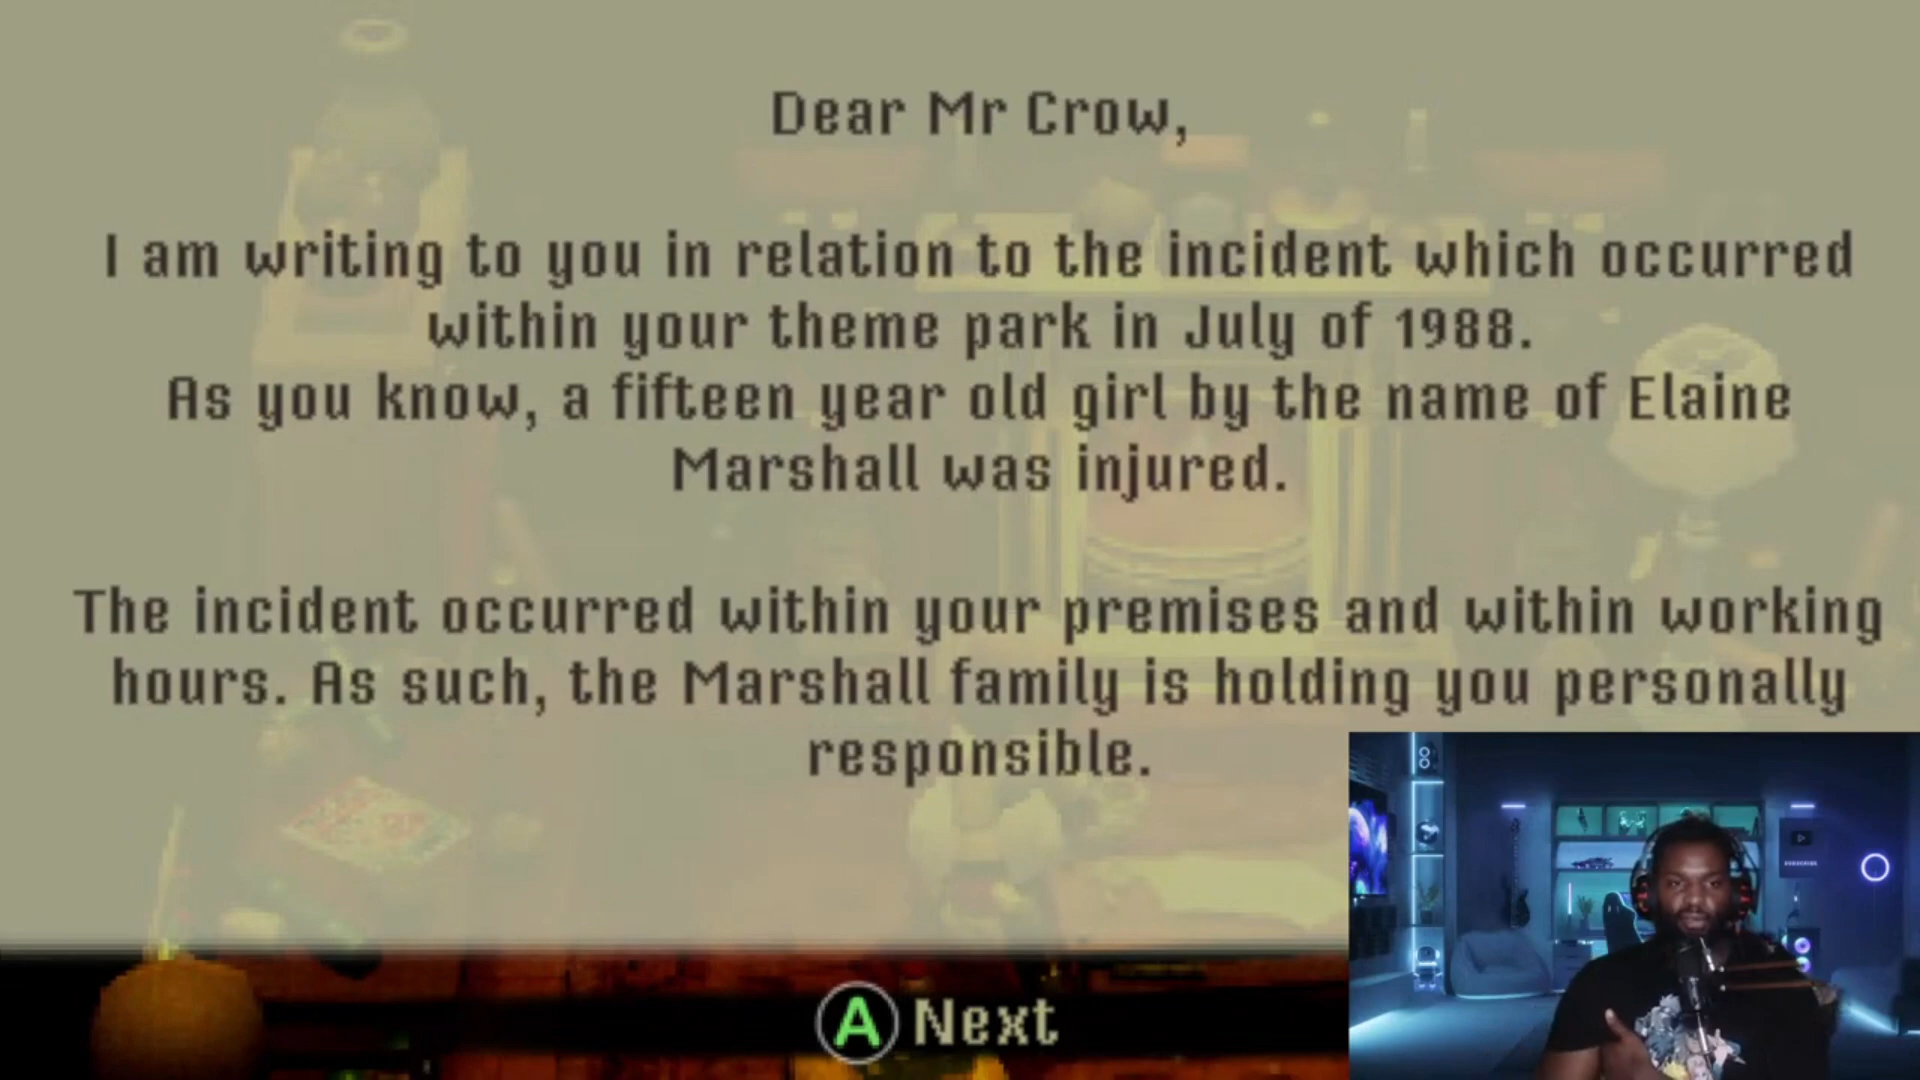 Dear Mr Crow,
I am writing to you in relation to the incident which occurred
within your theme park in July of 1988.
As you know, a fifteen year old girl by the name of Elaine
Marshall was injured.
The incident occurred within your premises and within working
hours. As such, the Marshall family is holding you personally
responsible.
A Next